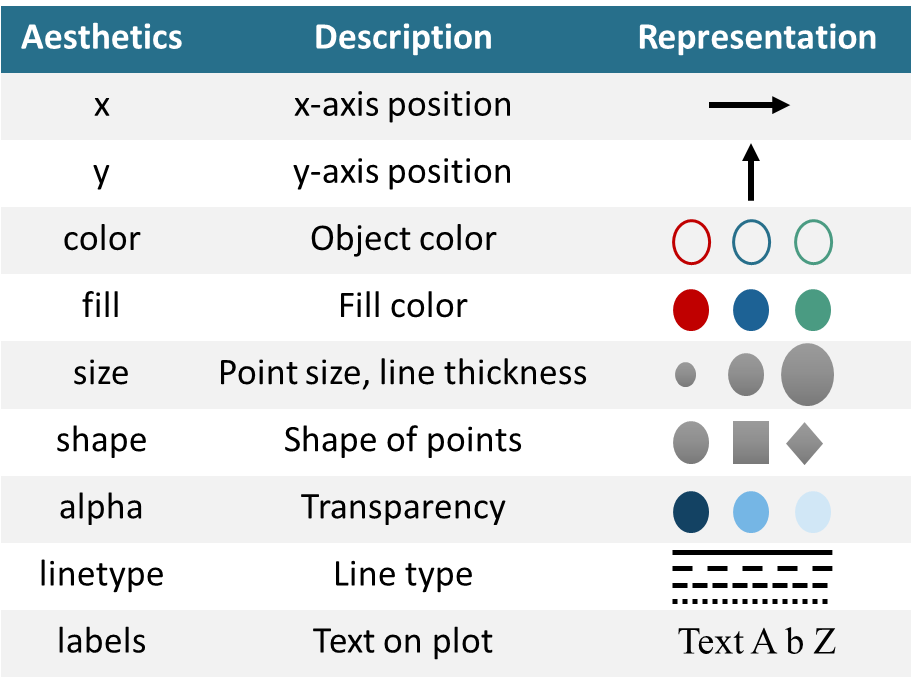 Aesthetics Description Representation
x x-axis position
y y-axis position
color Object color
fill Fill color
size Point size, line thickness
shape Shape of points
alpha Transparency
linetype Line type
labels Text on plot Text A b Z